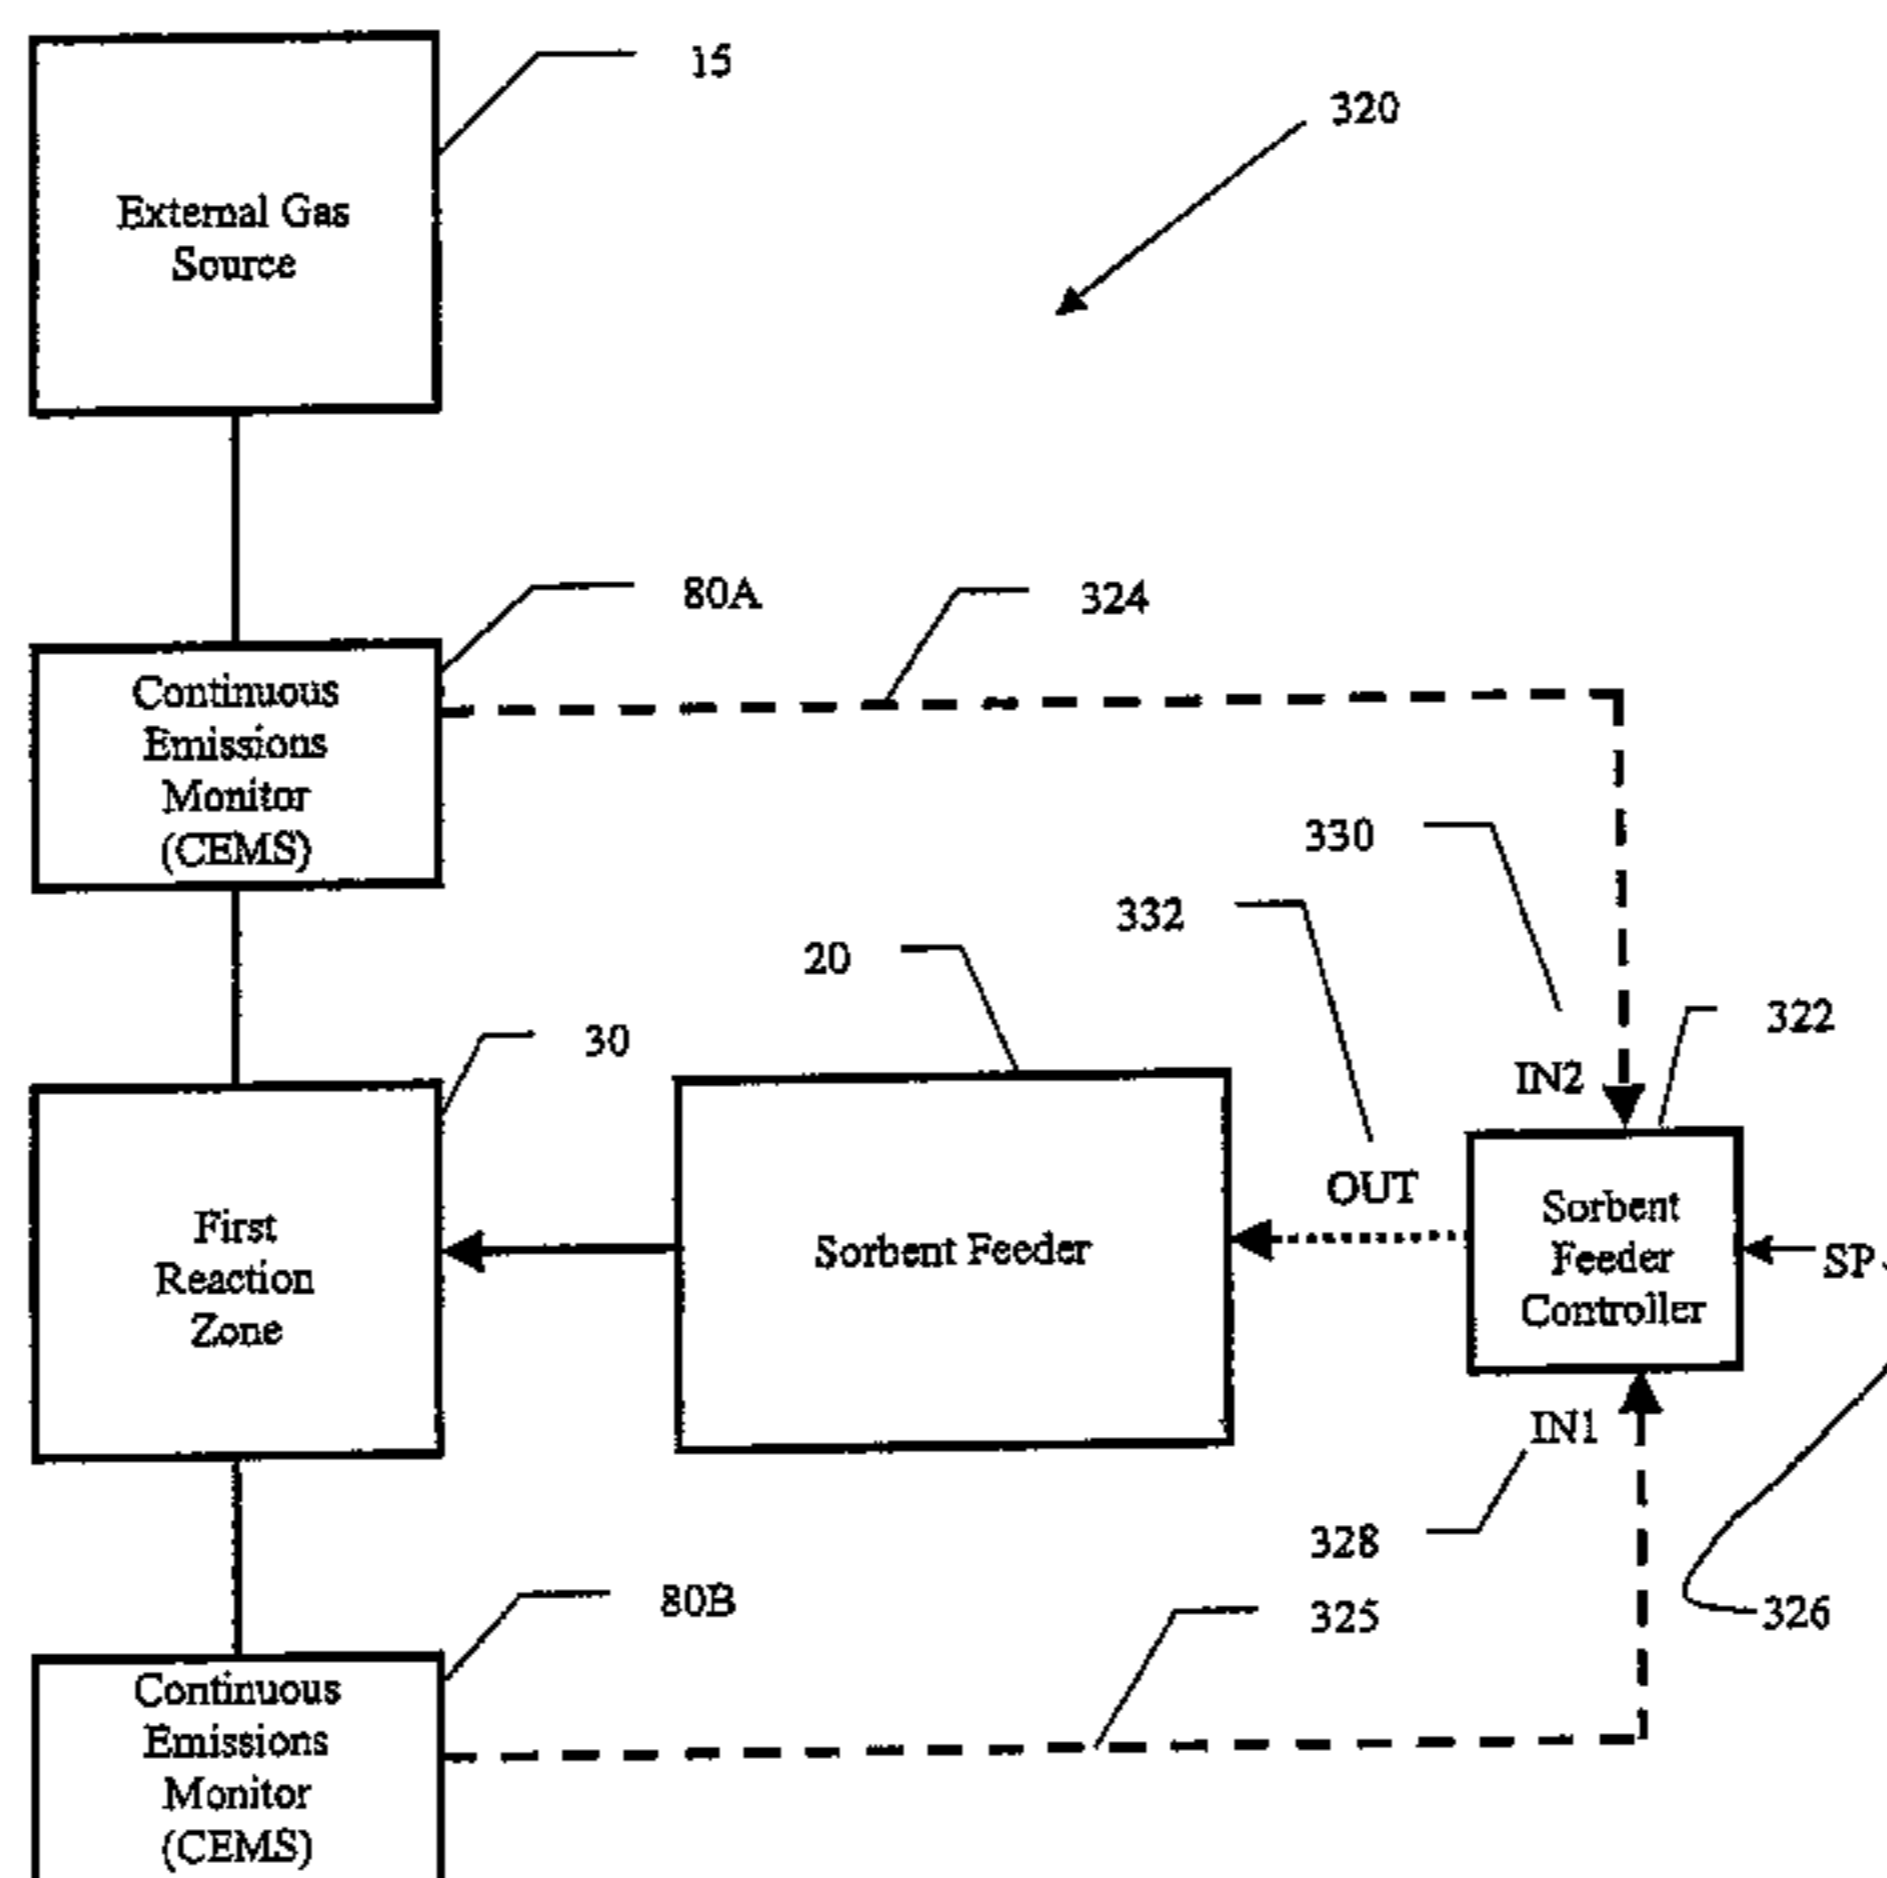 15
320
External Gas
Source
80A
324
Continuous
Emissions
Monitor
(CEMS)
330
332
20
322
30
IN2
OUT
First
Reaction
Zone
Sorbent Feeder
Sorbent
Feeder
Controller
SP
IN1
328
80B
325
326
Continuous
Emissions
Monitor
(CEMS)